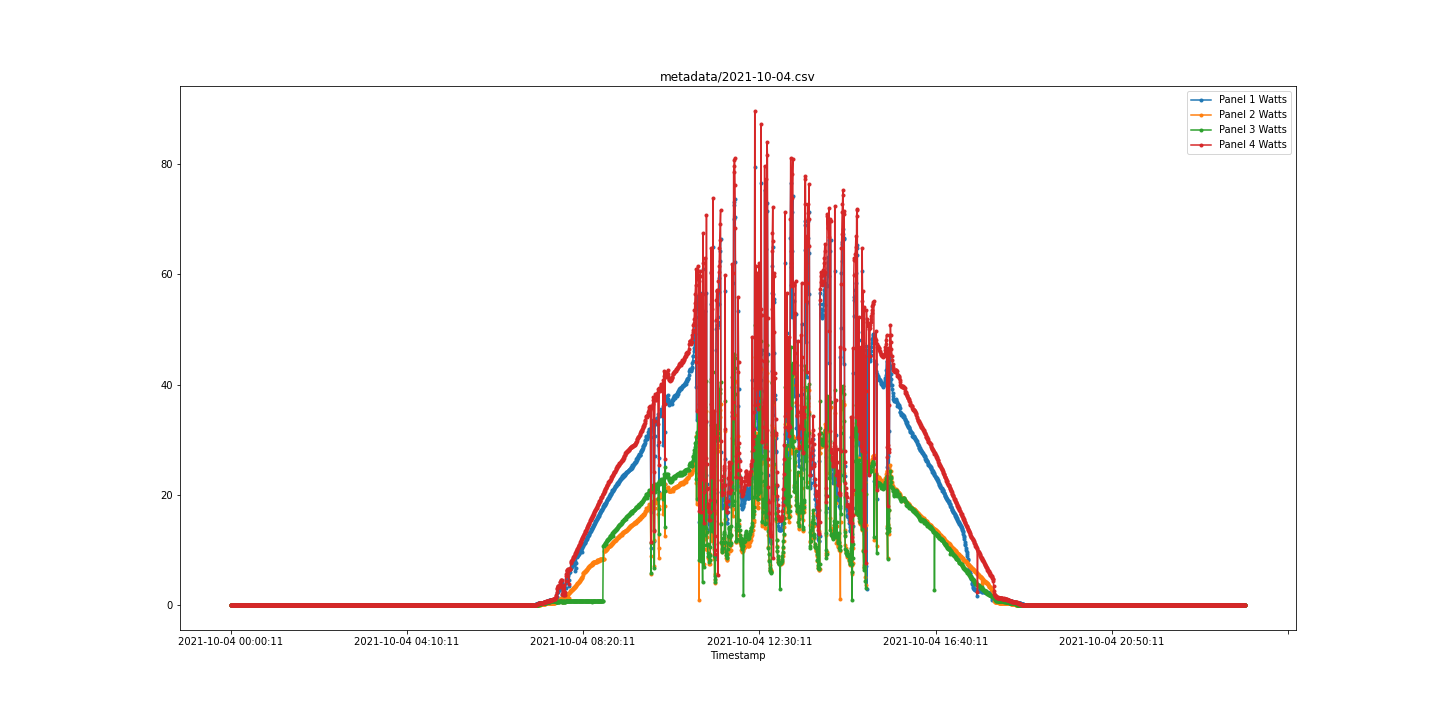 metadata/2021-10-04.csv
Panel 1 Watts
Panel 2 Watts
Panel 3 Watts
Panel 4 Watts
80
60
40
20
0
2021-10-04 00:00:11
2021-10-04 04:10:11
2021-10-04 08:20:11
2021-10-04 12:30:11
2021-10-04 16:40:11
2021-10-04 20:50:11
Timestamp